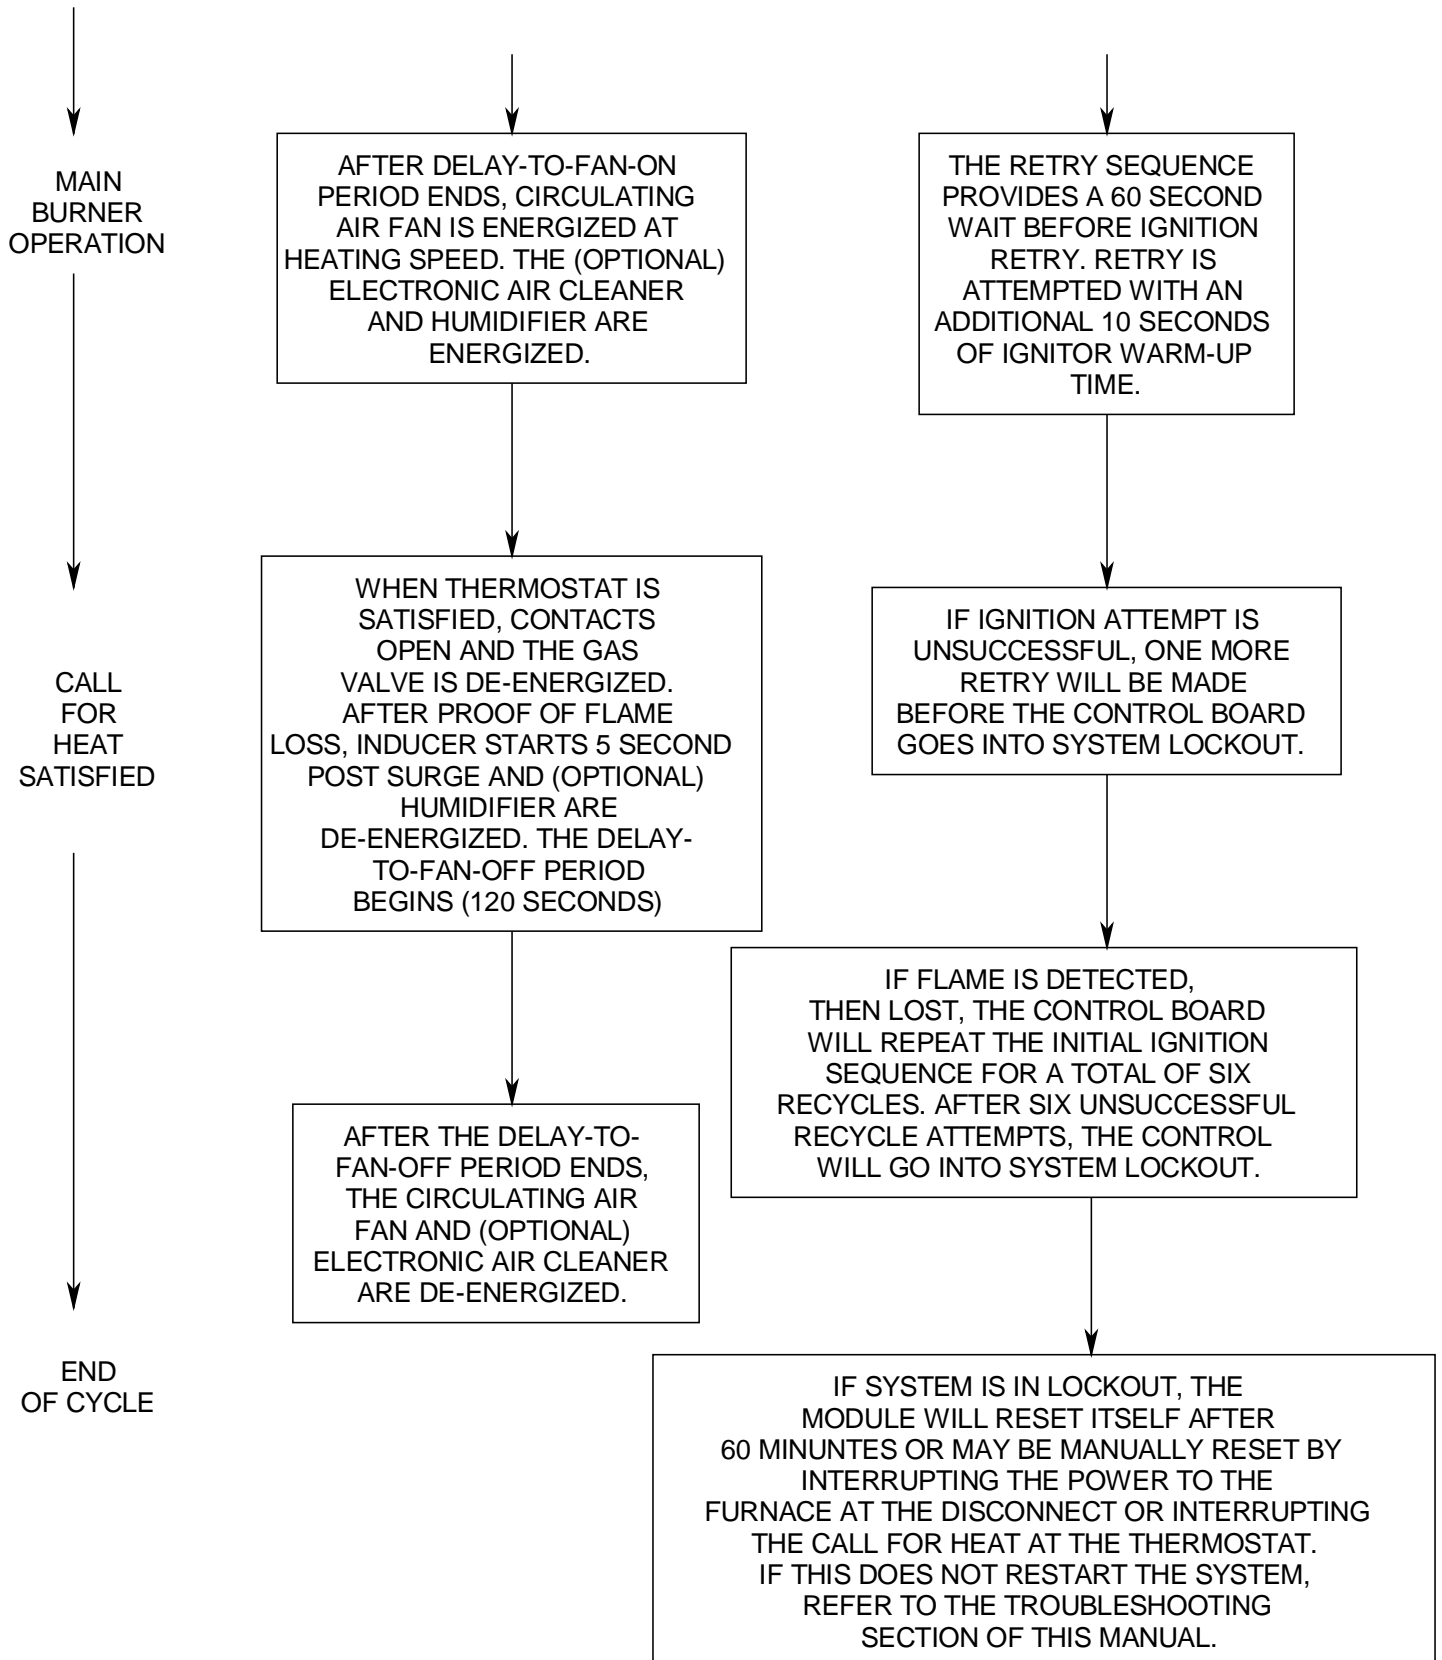 MAIN
BURNER
OPERATION
CALL
FOR
HEAT
SATISFIED
END
OF CYCLE
AFTER DELAY-TO-FAN-ON
PERIOD ENDS, CIRCULATING
AIR FAN IS ENERGIZED AT
HEATING SPEED. THE (OPTIONAL)
ELECTRONIC AIR CLEANER
AND HUMIDIFIER ARE
ENERGIZED.
WHEN THERMOSTAT IS
SATISFIED, CONTACTS
OPEN AND THE GAS
VALVE IS DE-ENERGIZED.
AFTER PROOF OF FLAME
LOSS, INDUCER STARTS 5 SECOND
POST SURGE AND (OPTIONAL)
HUMIDIFIER ARE
DE-ENERGIZED. THE DELAY-
TO-FAN-OFF PERIOD
BEGINS (120 SECONDS)
AFTER THE DELAY-TO-
FAN-OFF PERIOD ENDS,
THE CIRCULATING AIR
FAN AND (OPTIONAL)
ELECTRONIC AIR CLEANER
ARE DE-ENERGIZED.
THE RETRY SEQUENCE
PROVIDES A 60 SECOND
WAIT BEFORE IGNITION
RETRY. RETRY IS
ATTEMPTED WITH AN
ADDITIONAL 10 SECONDS
OF IGNITOR WARM-UP
TIME.
IF IGNITION ATTEMPT IS
UNSUCCESSFUL, ONE MORE
RETRY WILL BE MADE
BEFORE THE CONTROL BOARD
GOES INTO SYSTEM LOCKOUT.
IF FLAME IS DETECTED,
THEN LOST, THE CONTROL BOARD
WILL REPEAT THE INITIAL IGNITION
SEQUENCE FOR A TOTAL OF SIX
RECYCLES. AFTER SIX UNSUCCESSFUL
RECYCLE ATTEMPTS, THE CONTROL
WILL GO INTO SYSTEM LOCKOUT.
IF SYSTEM IS IN LOCKOUT, THE
MODULE WILL RESET ITSELF AFTER
60 MINUNTES OR MAY BE MANUALLY RESET BY
INTERRUPTING THE POWER TO THE
FURNACE AT THE DISCONNECT OR INTERRUPTING
THE CALL FOR HEAT AT THE THERMOSTAT.
IF THIS DOES NOT RESTART THE SYSTEM,
REFER TO THE TROUBLESHOOTING
SECTION OF THIS MANUAL.